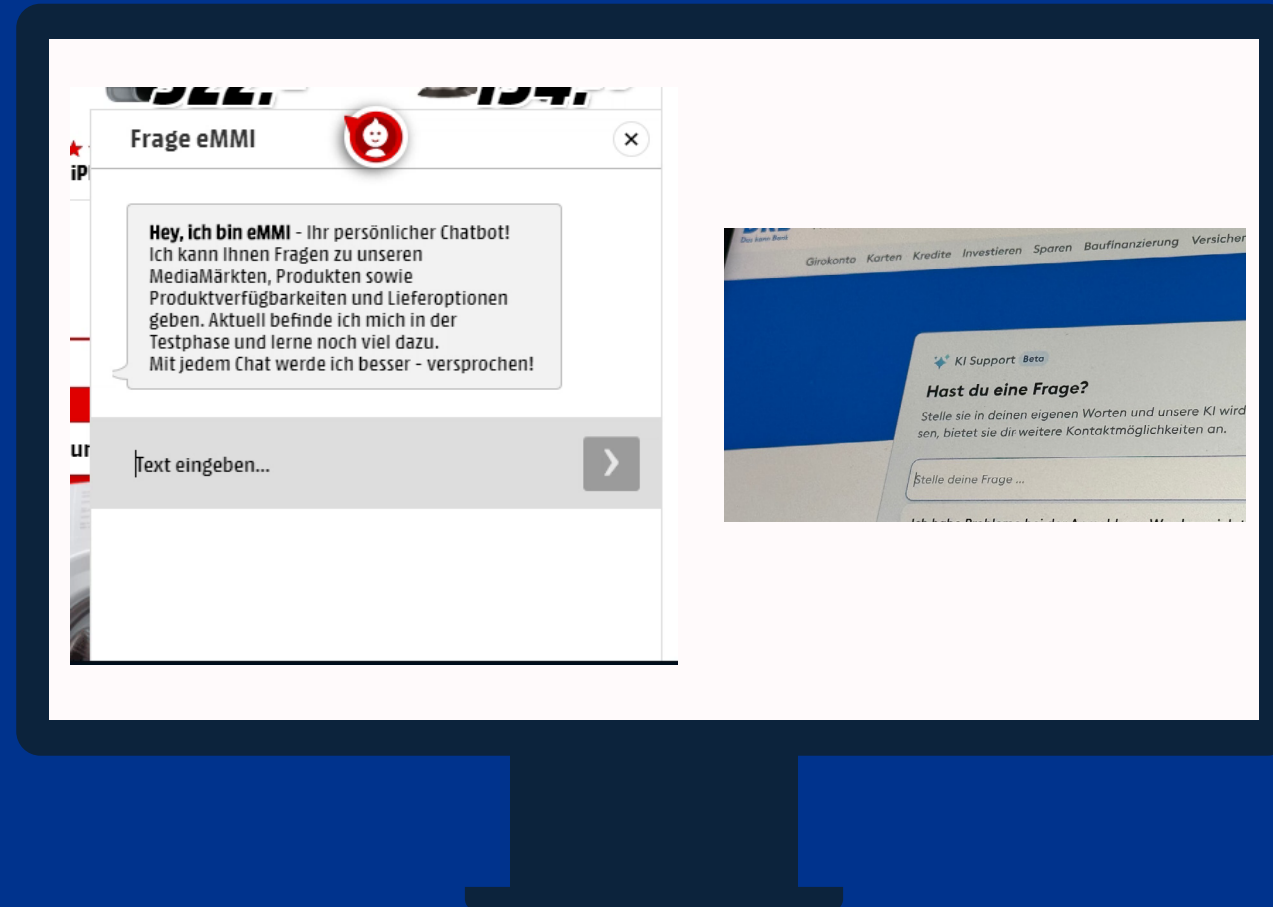 Frage eMMI
Hey, ich bin eMMI - Ihr persönlicher Chatbot!
Ich kann Ihnen Fragen zu unseren
MediaMärkten, Produkten sowie
Produktverfügbarkeiten und Lieferoptionen
geben. Aktuell befinde ich mich in der
Testphase und lerne noch viel dazu.
Mit jedem Chat werde ich besser - versprochen!
Text eingeben...
Das kann Bank
Girokonto Karten Kredite Investieren Sparen Baufinanzierung Versicher
KI Support Beta
Hast du eine Frage?
Stelle sie in deinen eigenen Worten und unsere KI wird
sen, bietet sie dir weitere Kontaktmöglichkeiten an.
Stelle deine Frage ...